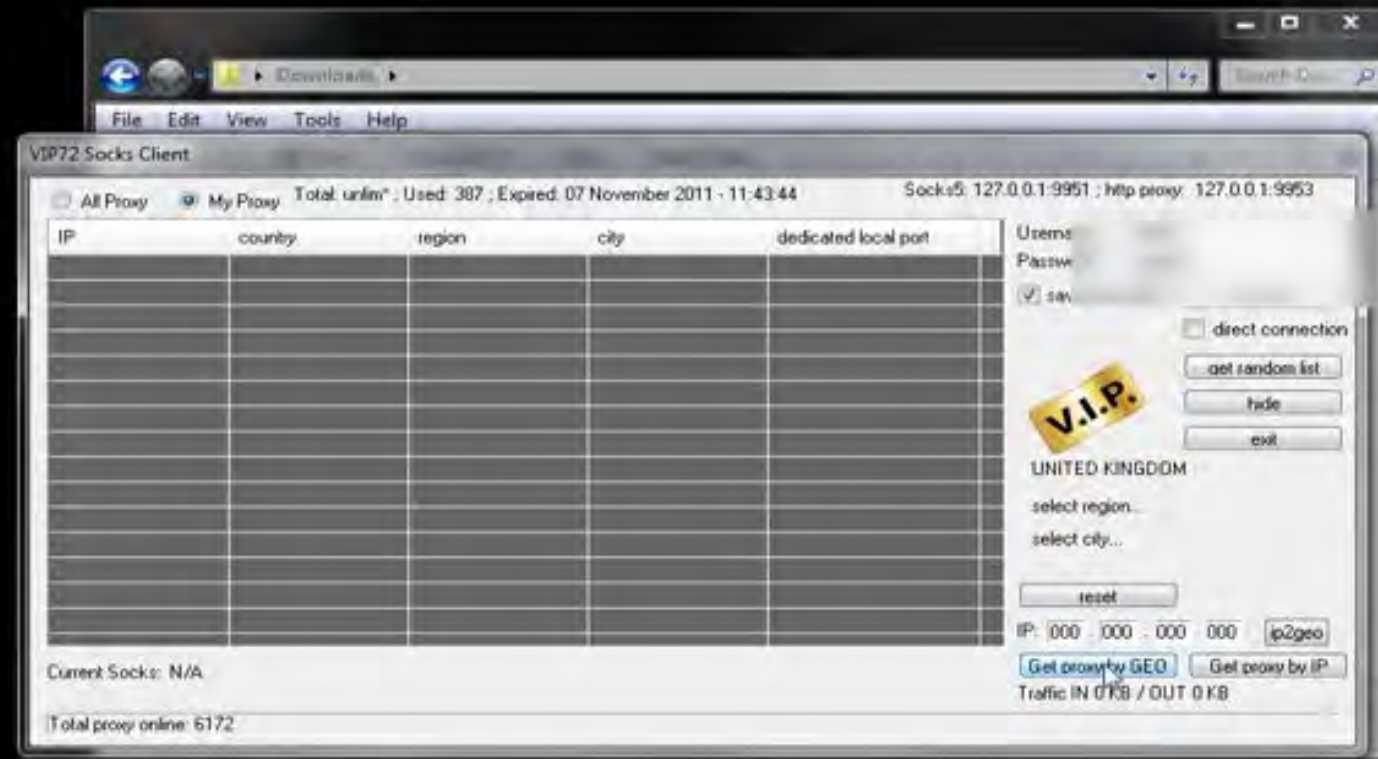 Downloads
File Edit View Tools Help
VIP72 Socks Client
All Proxy My Proxy Total: unlim* ; Used: 387 ; Expired: 07 November 2011 - 11:43:44 Socks5: 127.0.0.1:9951 ; http proxy: 127.0.0.1:9953
IP country region city dedicated local port
direct connection
get random list
hide
V.I.P.
exit
UNITED KINGDOM
select region...
select city...
reset
IP: 000 . 000 . 000 . 000 ip2geo
Current Socks: N/A
Get proxy by GEO Get proxy by IP
Traffic IN 0 KB / OUT 0 KB
Total proxy online: 6172